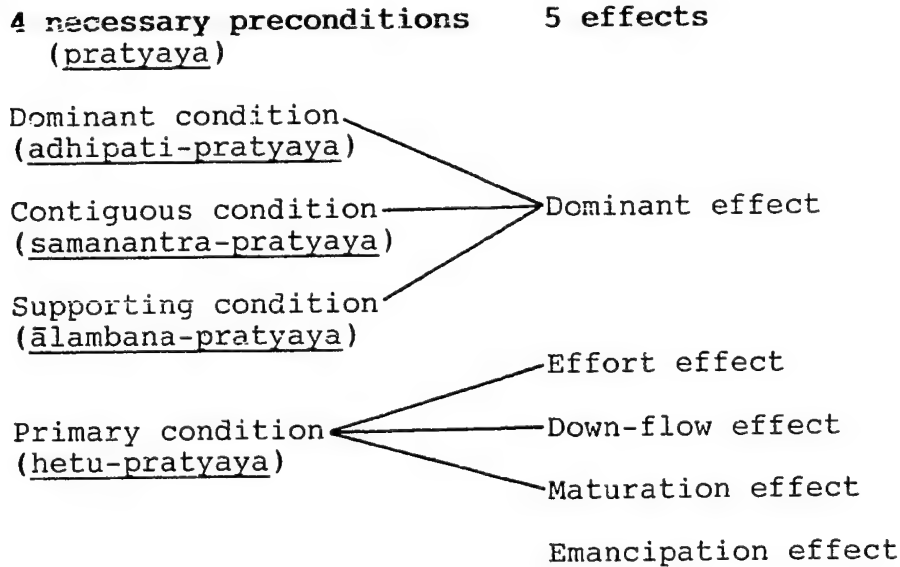 4 necessary preconditions 5 effects
(pratyaya)
Dominant condition
(adhipati-pratyaya)
Contiguous condition Dominant effect
(samanantra-pratyaya)
Supporting condition
(ālambana-pratyaya)
Effort effect
Primary condition Down-flow effect
(hetu-pratyaya)
Maturation effect
Emancipation effect